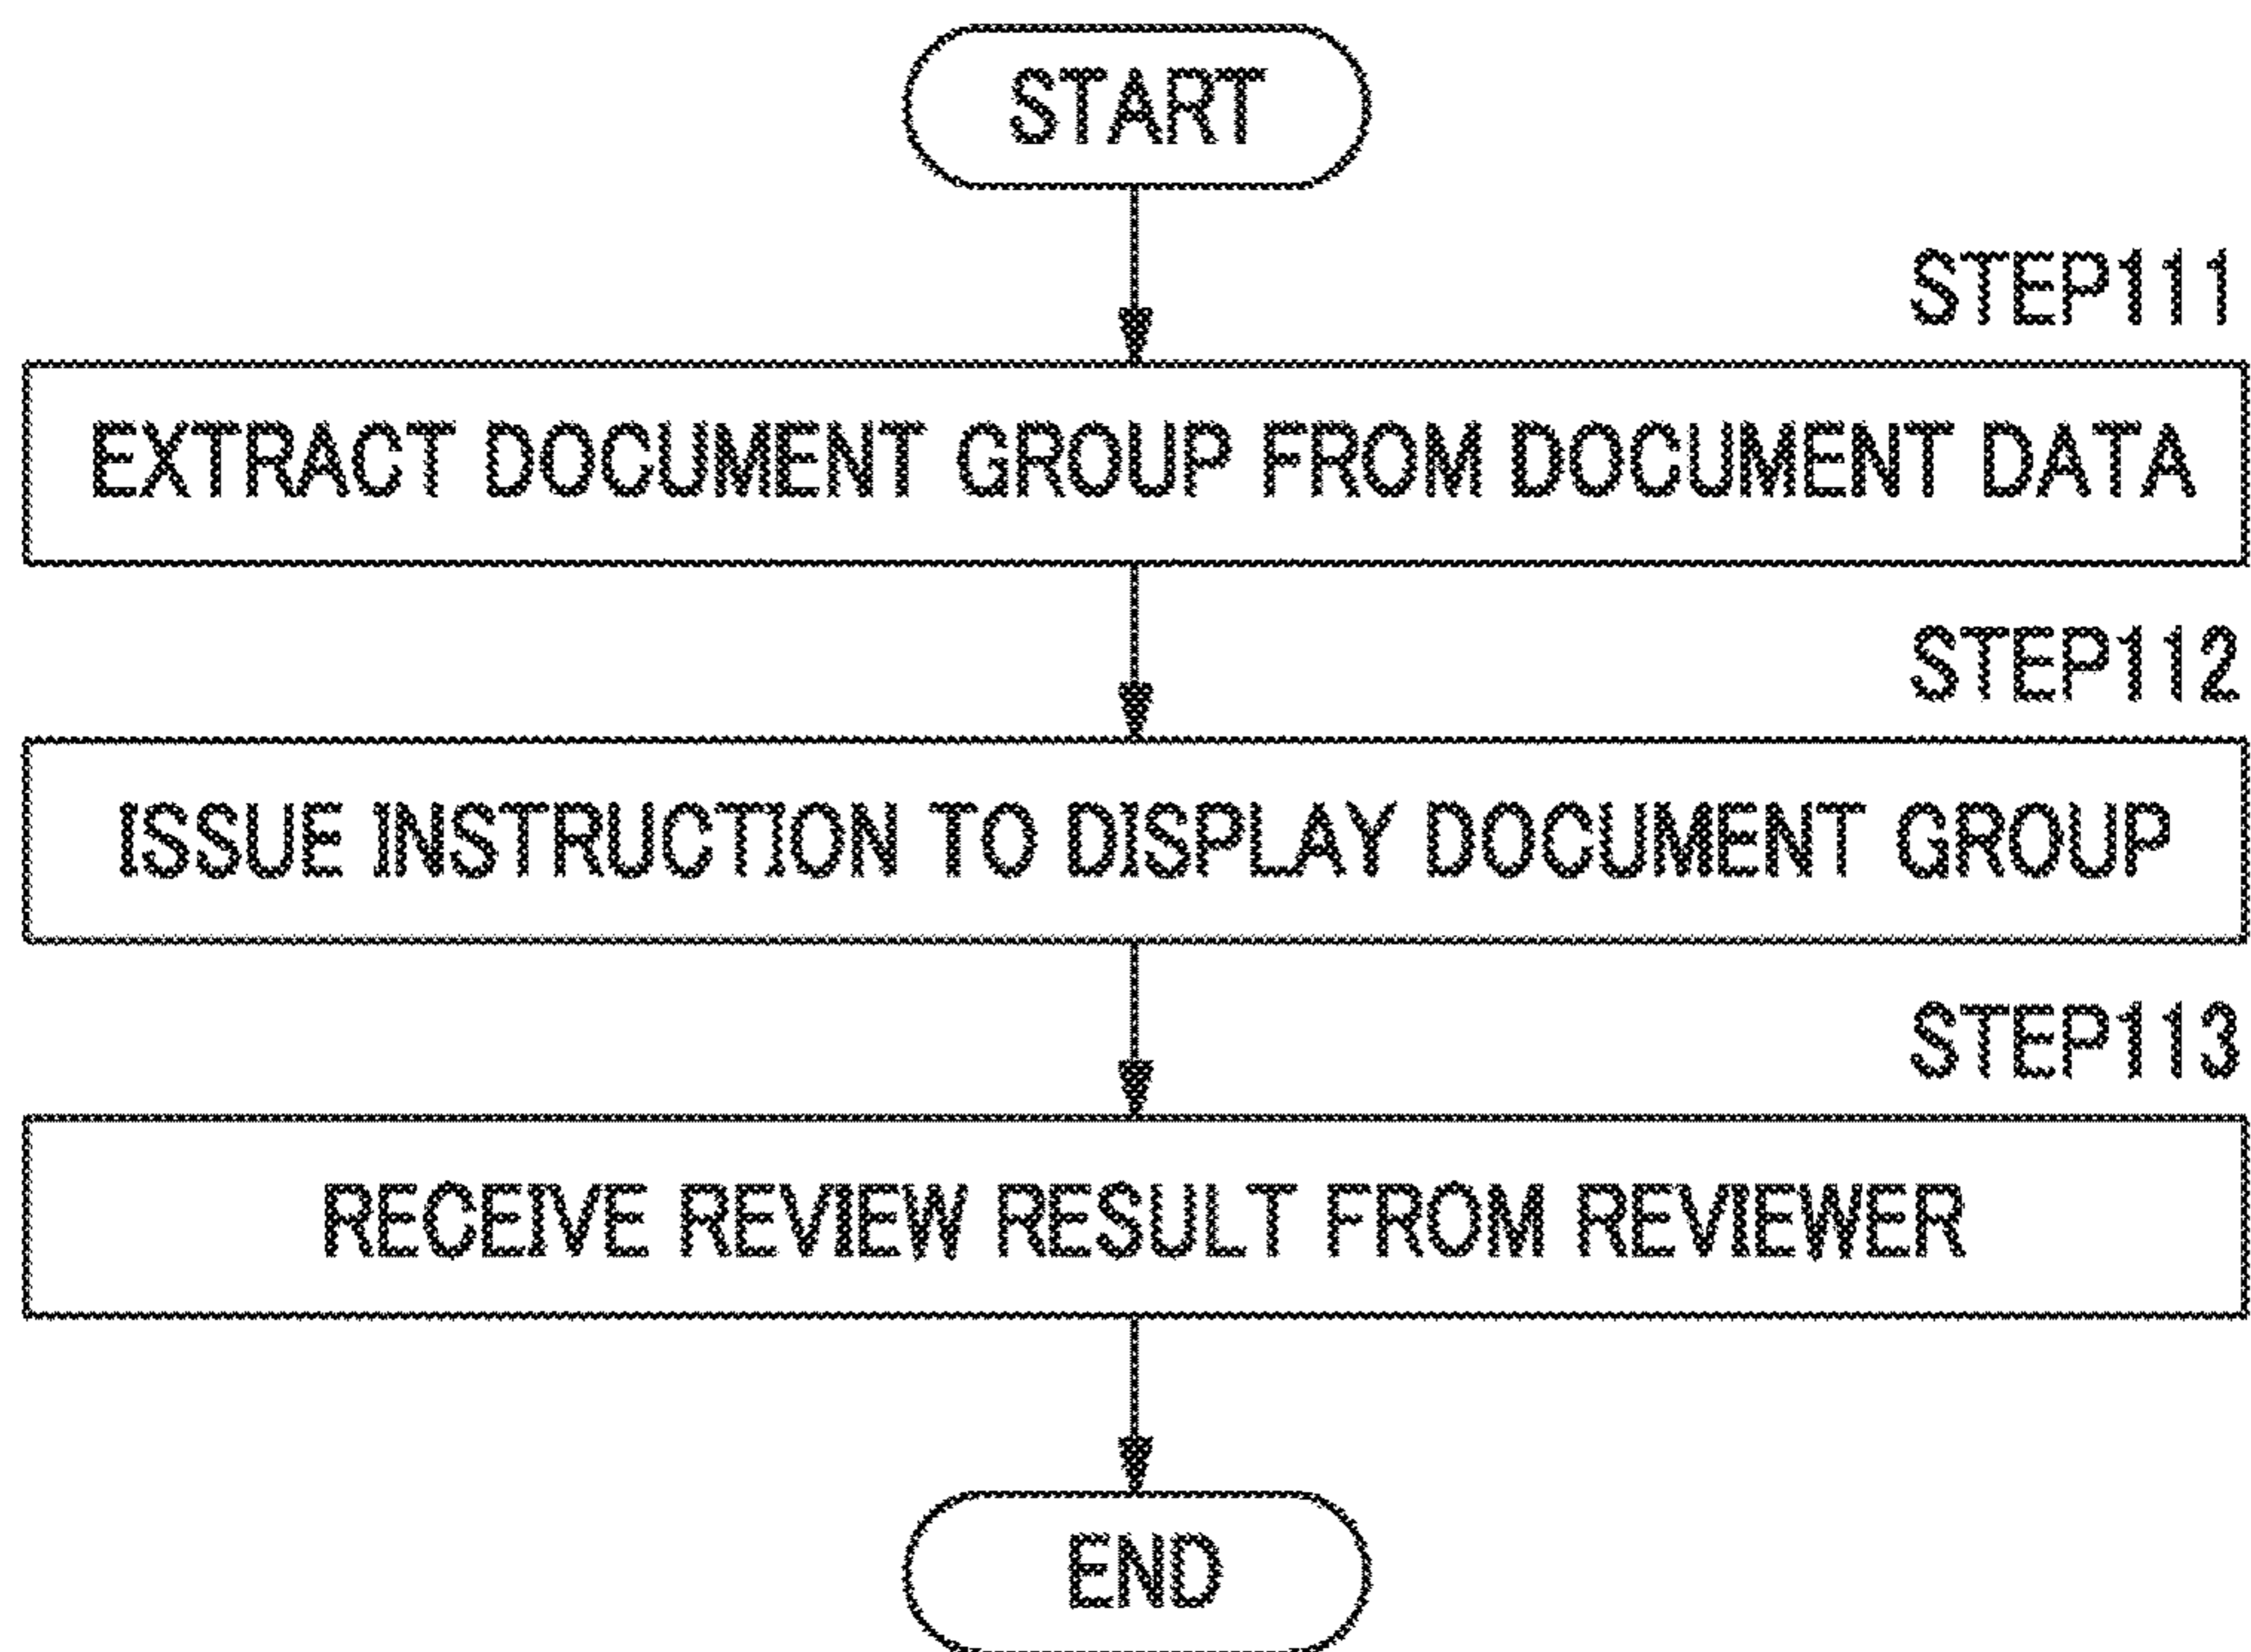 START
STEP111
EXTRACT DOCUMENT GROUP FROM DOCUMENT DATA
STEP112
ISSUE INSTRUCTION TO DISPLAY DOCUMENT GROUP
STEP113
RECEIVE REVIEW RESULT FROM REVIEWER
END